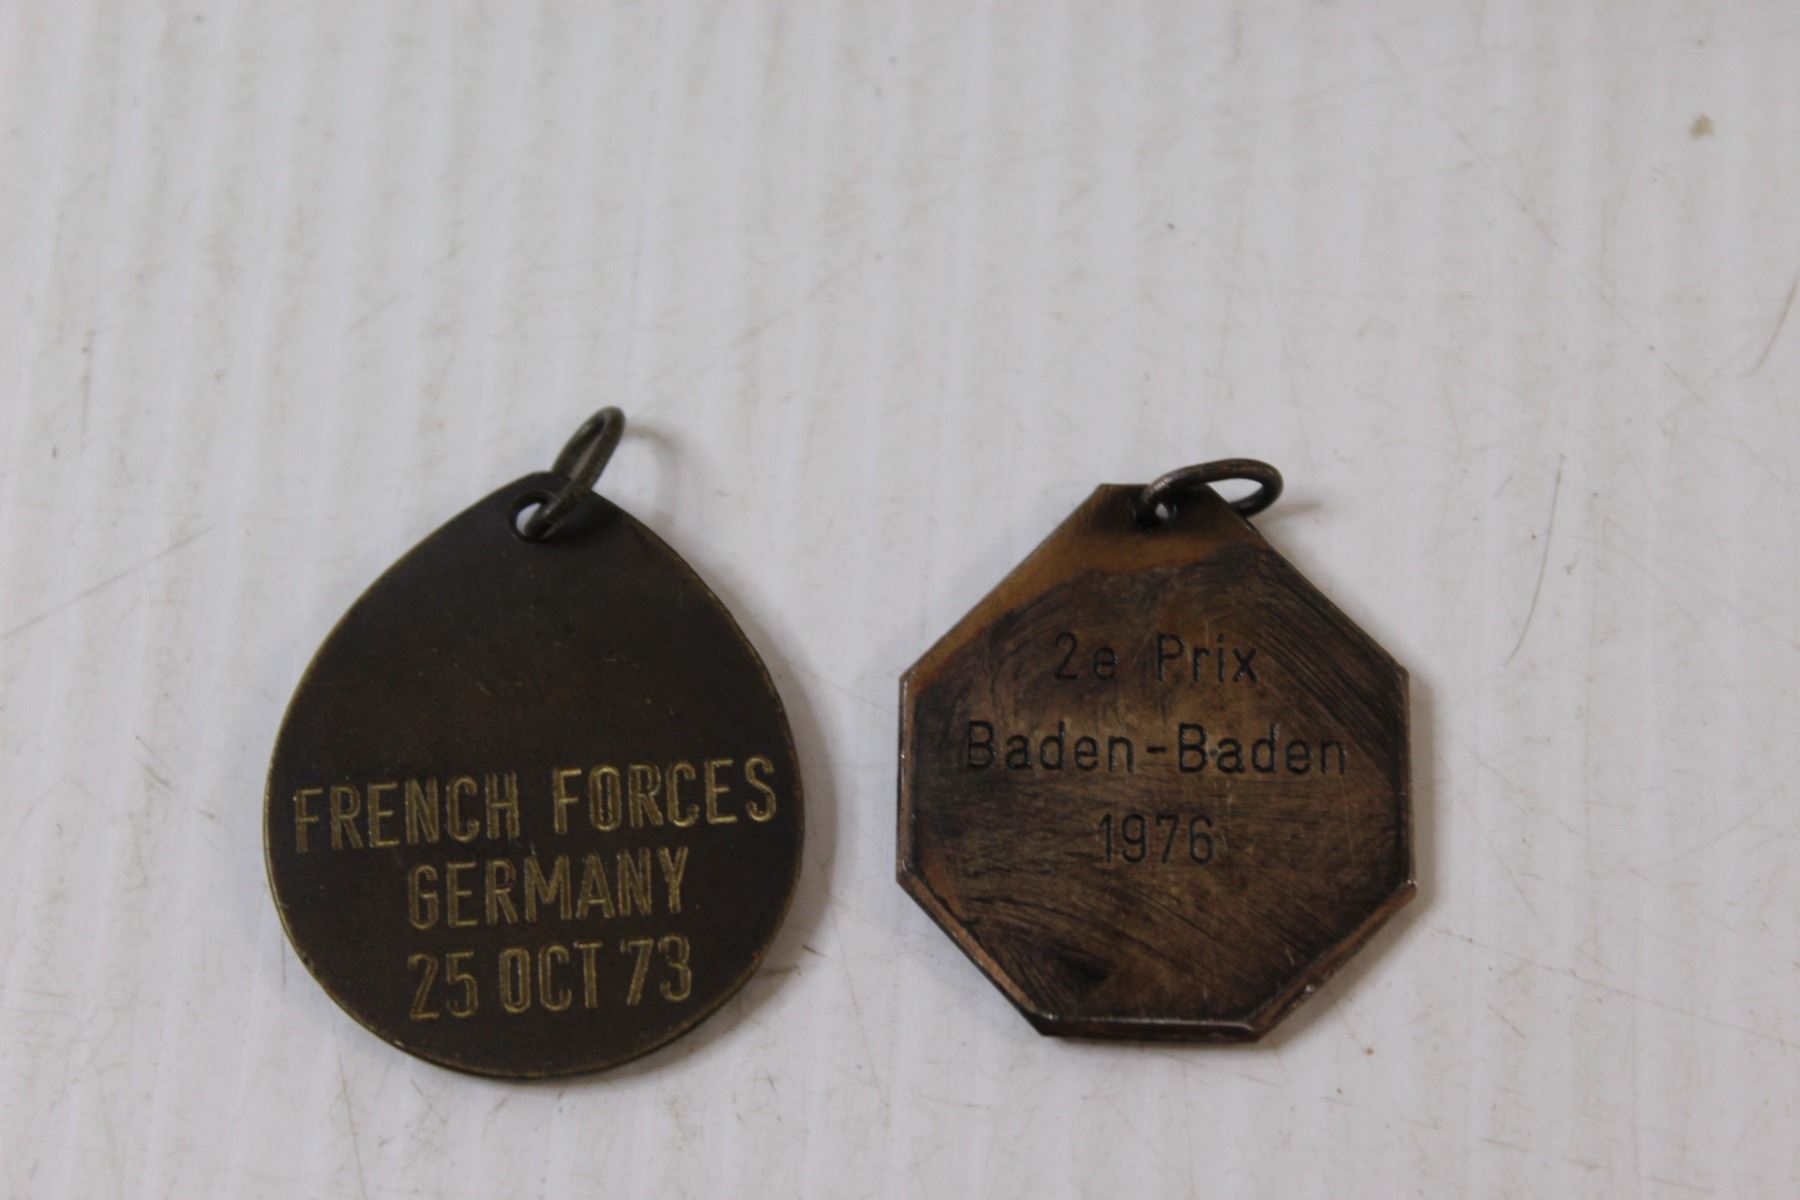 FRENCH FORCES
GERMANY
25 OCT 73
2e Prix
Baden-Baden
1976